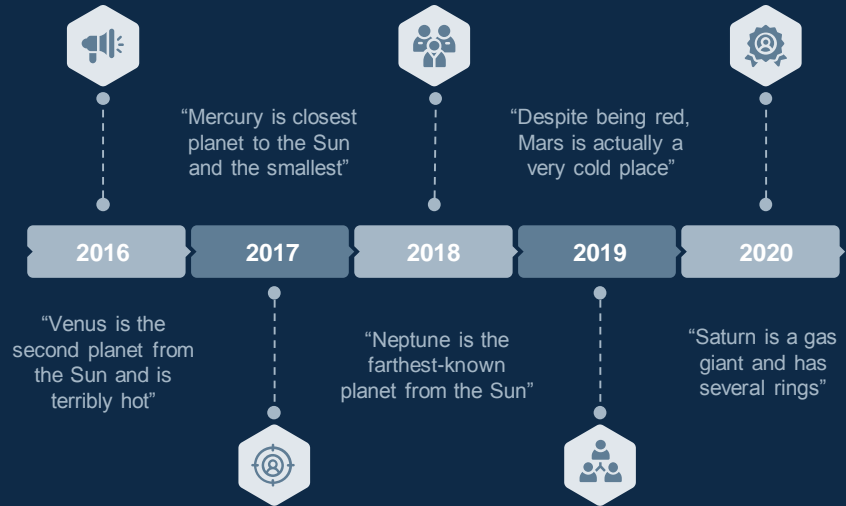 “Mercury is closest
planet to the Sun
and the smallest”
“Despite being red,
Mars is actually a
very cold place”
2016
2017
2018
2019
2020
“Venus is the
second planet from
the Sun and is
terribly hot”
“Neptune is the
farthest-known
planet from the Sun”
“Saturn is a gas
giant and has
several rings”